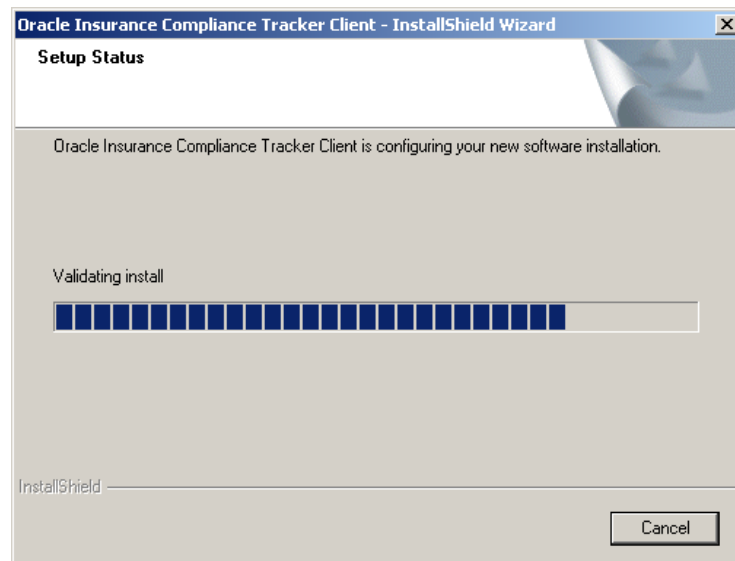 Oracle Insurance Compliance Tracker Client - InstallShield Wizard
Setup Status
Oracle Insurance Compliance Tracker Client is configuring your new software installation.
Validating install
InstallShield
Cancel